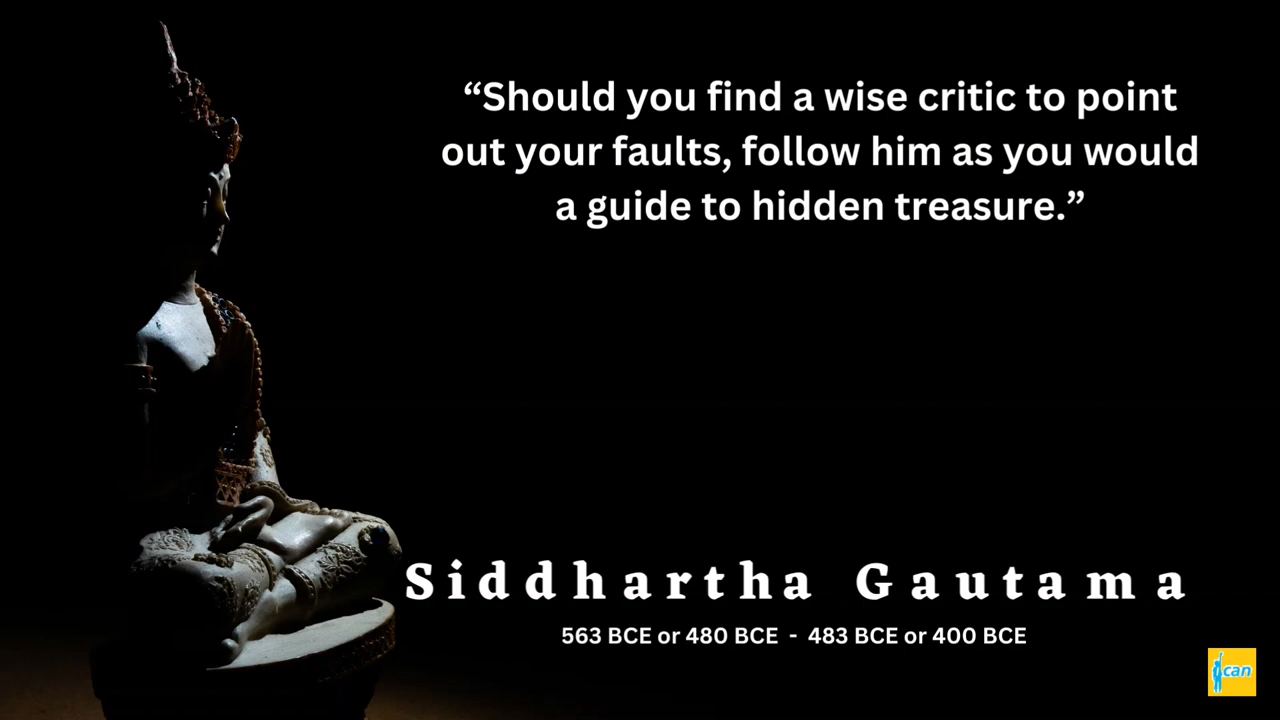 “Should you find a wise critic to point
out your faults, follow him as you would
a guide to hidden treasure.”
Siddhartha Gautama
563 BCE or 480 BCE - 483 BCE or 400 BCE
can